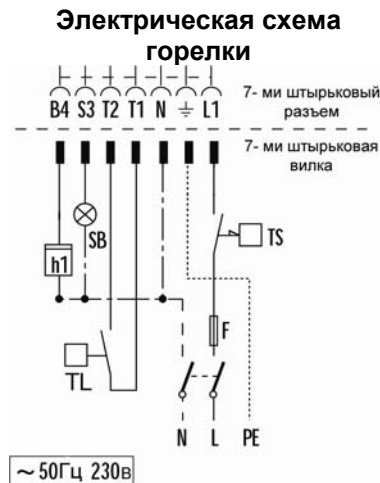 Электрическая схема
горелки
7- ми штырьковый
разъем
B4 S3 T2 T1 N L1
7- ми штырьковая
вилка
SB
TS
h1
F
TL
N L PE
~ 50Гц 230в